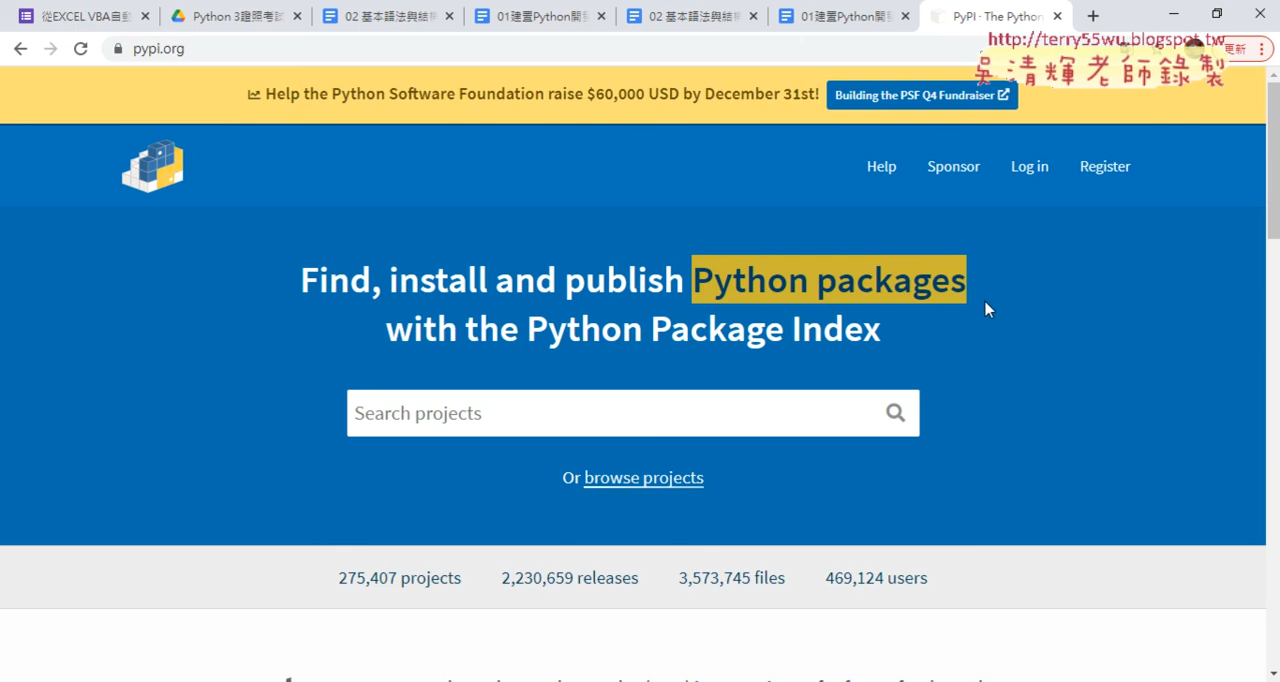 從EXCEL VBA自動
Python 3證照考試
02 基本語法與結構
01建置Python開發
02 基本語法與結構
01建置Python開發
PyPI · The Python
pypi.org
更新
http://terry55wu.blogspot.tw
吳清輝老師錄製
Help the Python Software Foundation raise $60,000 USD by December 31st!
Building the PSF Q4 Fundraiser
Help
Sponsor
Log in
Register
Find, install and publish Python packages
with the Python Package Index
Search projects
Or browse projects
275,407 projects
2,230,659 releases
3,573,745 files
469,124 users